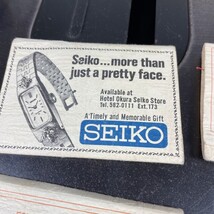 Seiko...more than
just a pretty face.
Available at
Hotel Okura Seiko Store
Tel. 582-0111 Ext. 173
A Timely and Memorable Gift
SEIKO